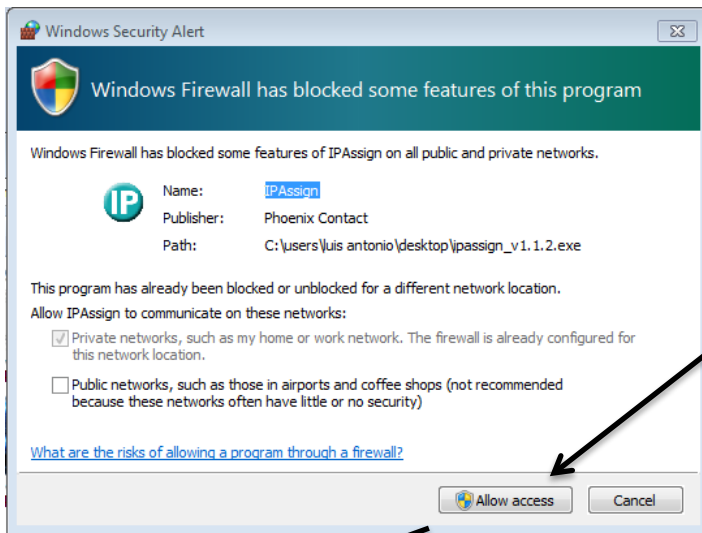 Windows Security Alert
Windows Firewall has blocked some features of this program
Windows Firewall has blocked some features of IPAssign on all public and private networks.
IP
Name: IPAssign
Publisher: Phoenix Contact
Path: C:\users\luis antonio\desktop\ipassign_v1.1.2.exe
This program has already been blocked or unblocked for a different network location.
Allow IPAssign to communicate on these networks:
Private networks, such as my home or work network. The firewall is already configured for
this network location.
Public networks, such as those in airports and coffee shops (not recommended
because these networks often have little or no security)
What are the risks of allowing a program through a firewall?
Allow access Cancel